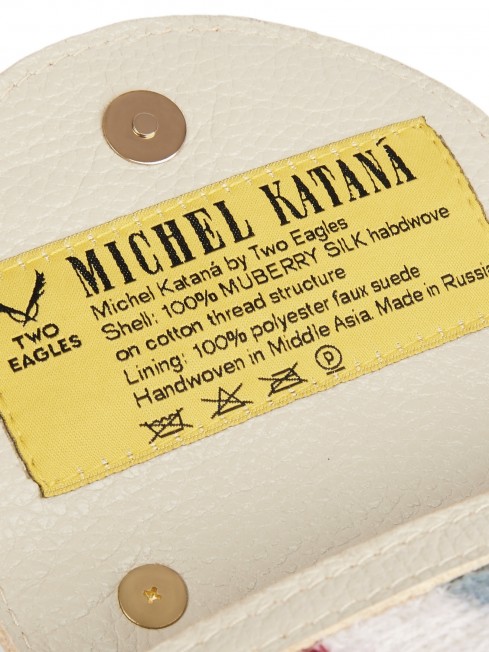 MICHEL KATANÁ
Michel Kataná by Two Eagles
Shell: 100% MUBERRY SILK habdwove
on cotton thread structure
Lining: 100% polyester faux suede
Handwoven in Middle Asia. Made in Russia
TWO
EAGLES
P